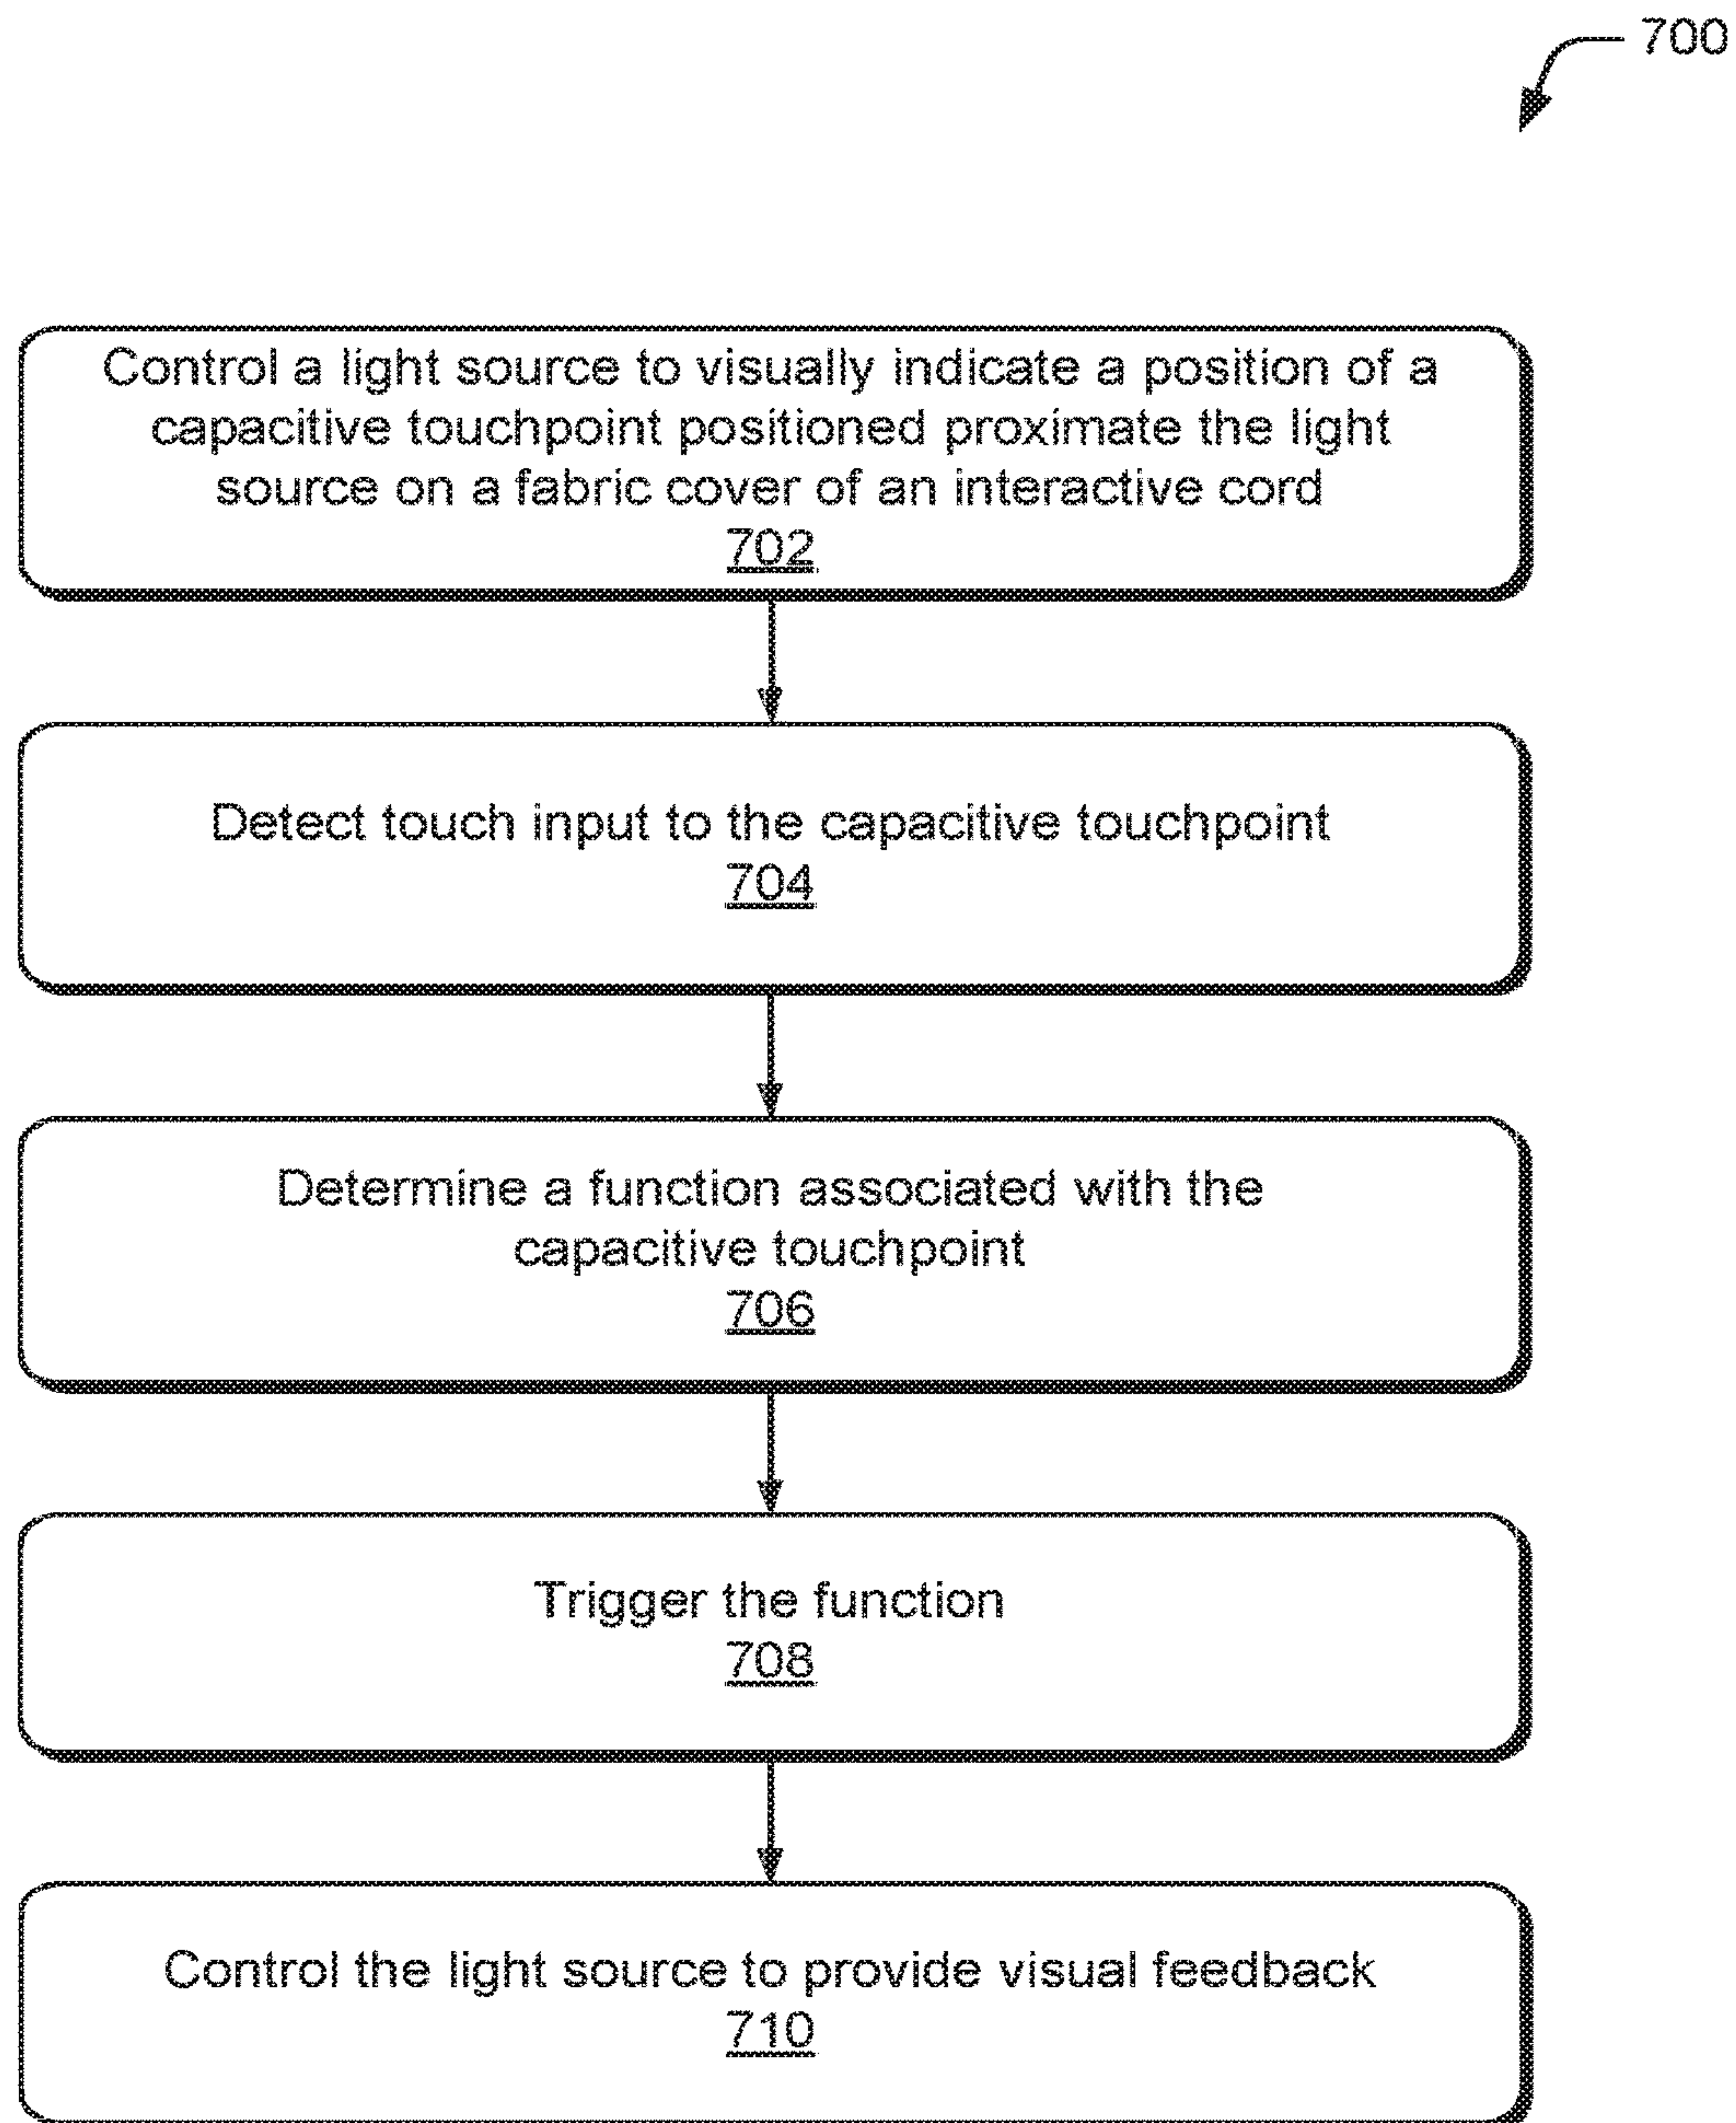 700
Control a light source to visually indicate a position of a
capacitive touchpoint positioned proximate the light
source on a fabric cover of an interactive cord
702
Detect touch input to the capacitive touchpoint
704
Determine a function associated with the
capacitive touchpoint
706
Trigger the function
708
Control the light source to provide visual feedback
710